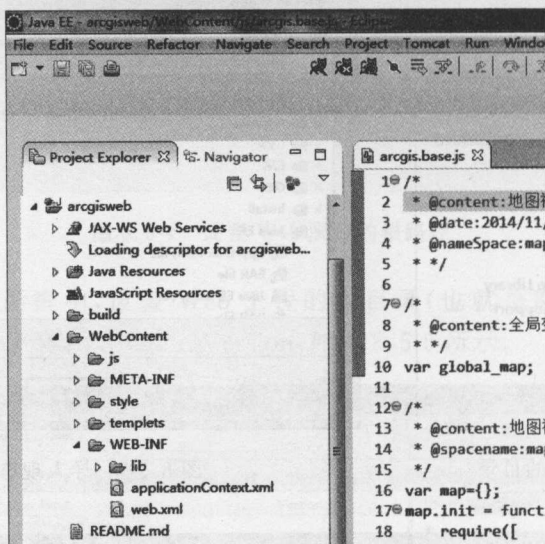 Java EE - arcgisweb/WebContent/js/arcgis.base.js - Eclipse
File Edit Source Refactor Navigate Search Project Tomcat Run Windo
Project Explorer Navigator
arcgisweb
JAX-WS Web Services
Loading descriptor for arcgisweb...
Java Resources
JavaScript Resources
build
WebContent
js
META-INF
style
templets
WEB-INF
lib
applicationContext.xml
web.xml
README.md
arcgis.base.js
1 /*
2 * @content:地图
3 * @date:2014/11/
4 * @nameSpace:map
5 * */
6
7 /*
8 * @content:全局
9 * */
10 var global_map;
11
12 /*
13 * @content:地图
14 * @spacename:map
15 */
16 var map={};
17 map.init = funct
18 require([